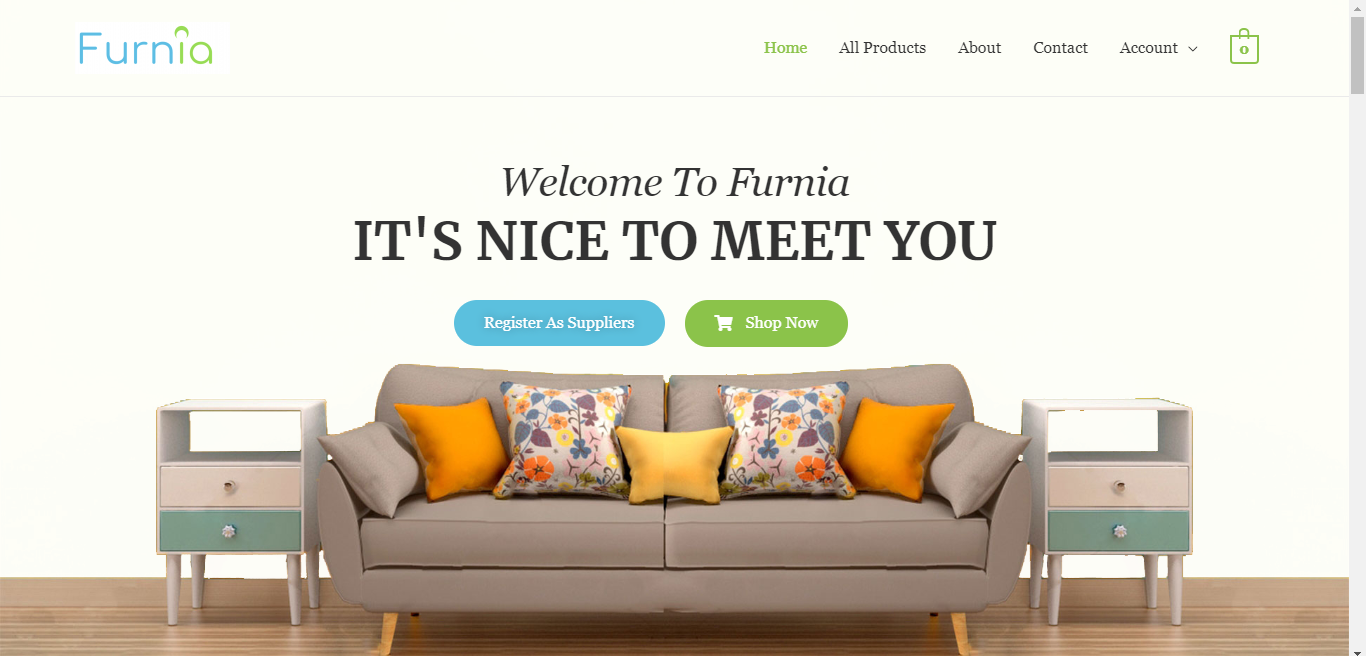 Furnia
Home All Products About Contact Account 0
Welcome To Furnia
IT'S NICE TO MEET YOU
Register As Suppliers Shop Now